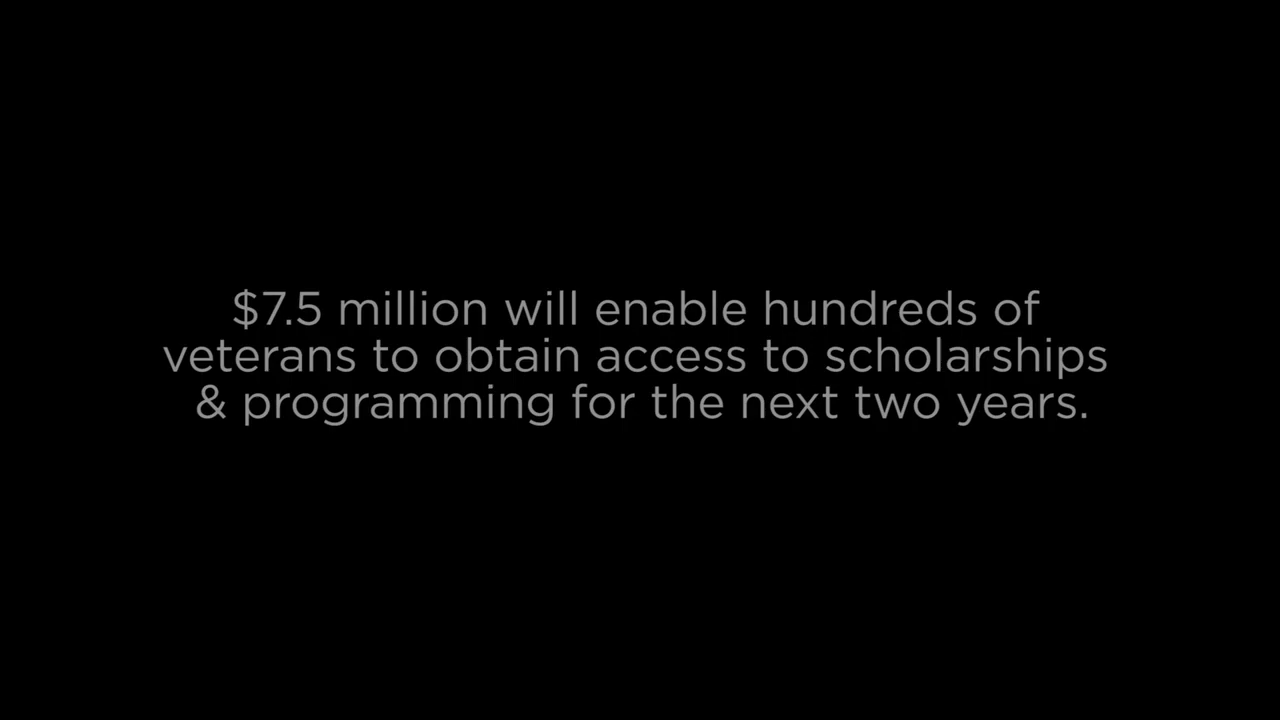 $7.5 million will enable hundreds of
veterans to obtain access to scholarships
& programming for the next two years.